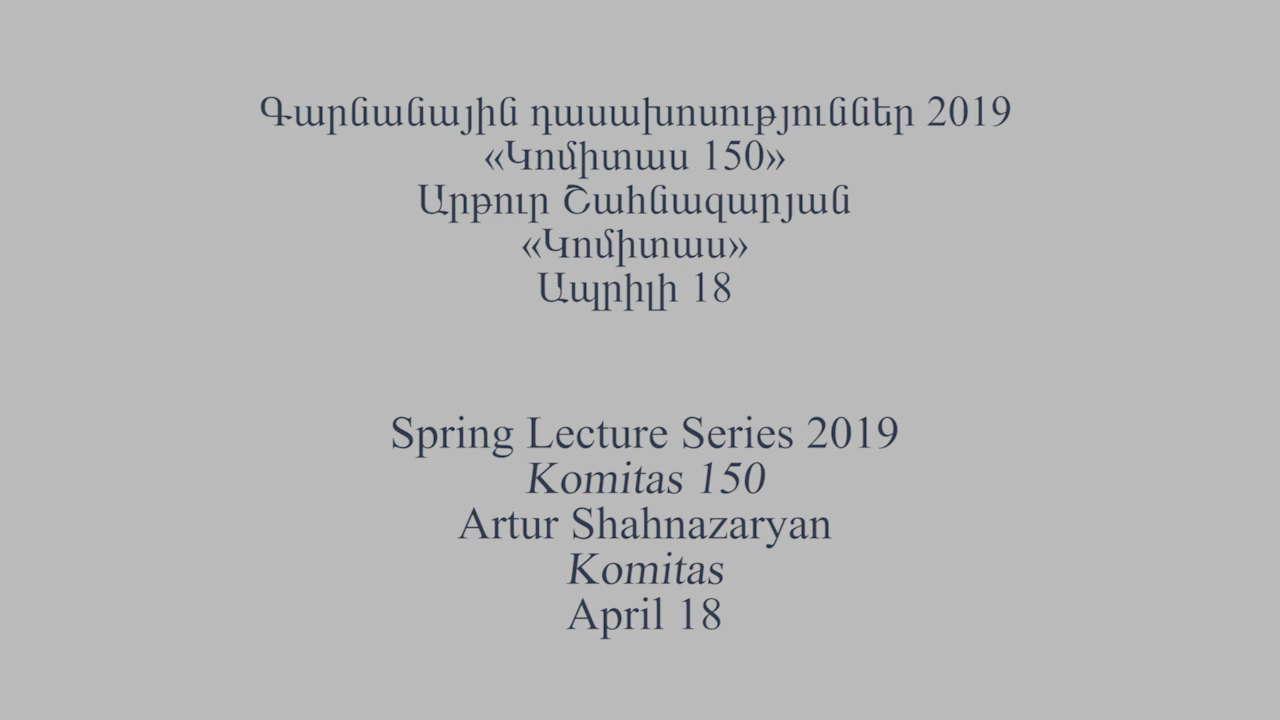 Գարնանային դասախոսություններ 2019
«Կոմիտաս 150»
Արթուր Շահնազարյան
«Կոմիտաս»
Ապրիլի 18
Spring Lecture Series 2019
Komitas 150
Artur Shahnazaryan
Komitas
April 18